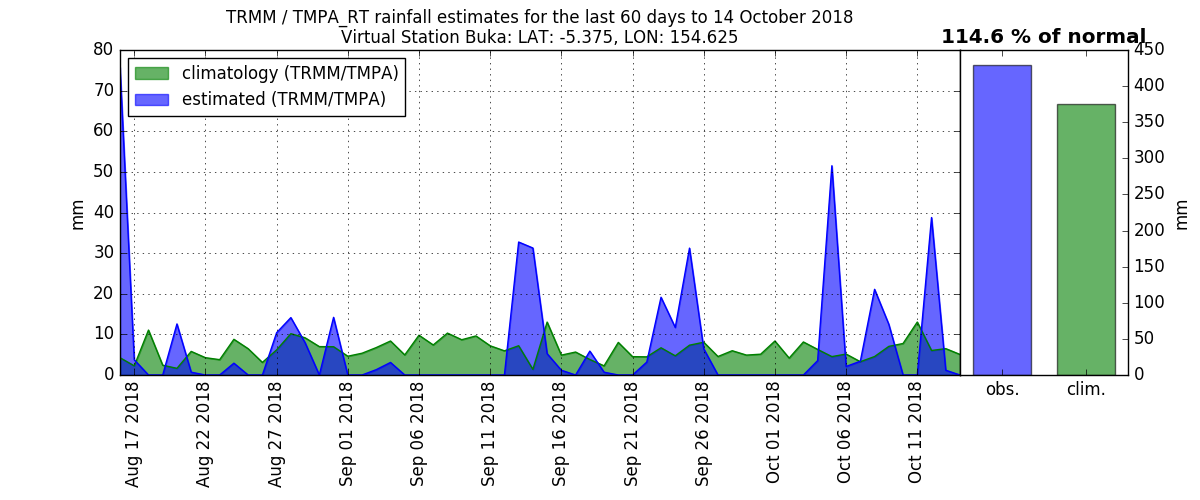 TRMM / TMPA_RT rainfall estimates for the last 60 days to 14 October 2018
Virtual Station Buka: LAT: -5.375, LON: 154.625
114.6 % of normal
climatology (TRMM/TMPA)
estimated (TRMM/TMPA)
80
70
60
50
40
30
20
10
0
mm
450
400
350
300
250
200
150
100
50
0
mm
obs.
clim.
Aug 17 2018
Aug 22 2018
Aug 27 2018
Sep 01 2018
Sep 06 2018
Sep 11 2018
Sep 16 2018
Sep 21 2018
Sep 26 2018
Oct 01 2018
Oct 06 2018
Oct 11 2018